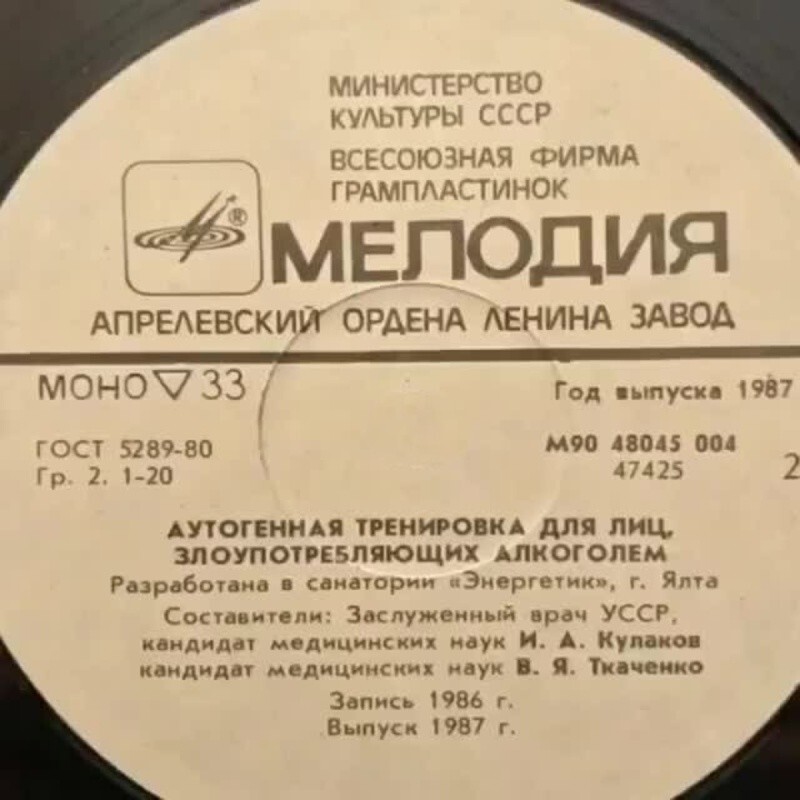 МИНИСТЕРСТВО
КУЛЬТУРЫ СССР
ВСЕСОЮЗНАЯ ФИРМА
ГРАМПЛАСТИНОК
®
МЕЛОДИЯ
АПРЕЛЕВСКИЙ ОРДЕНА ЛЕНИНА ЗАВОД
МОНО ▽ 33
Год выпуска 1987
ГОСТ 5289-80
М90 48045 004
Гр. 2. 1-20
47425
2
АУТОГЕННАЯ ТРЕНИРОВКА ДЛЯ ЛИЦ,
ЗЛОУПОТРЕБЛЯЮЩИХ АЛКОГОЛЕМ
Разработана в санатории «Энергетик», г. Ялта
Составители: Заслуженный врач УССР,
кандидат медицинских наук И. А. Кулаков
кандидат медицинских наук В. Я. Ткаченко
Запись 1986 г.
Выпуск 1987 г.